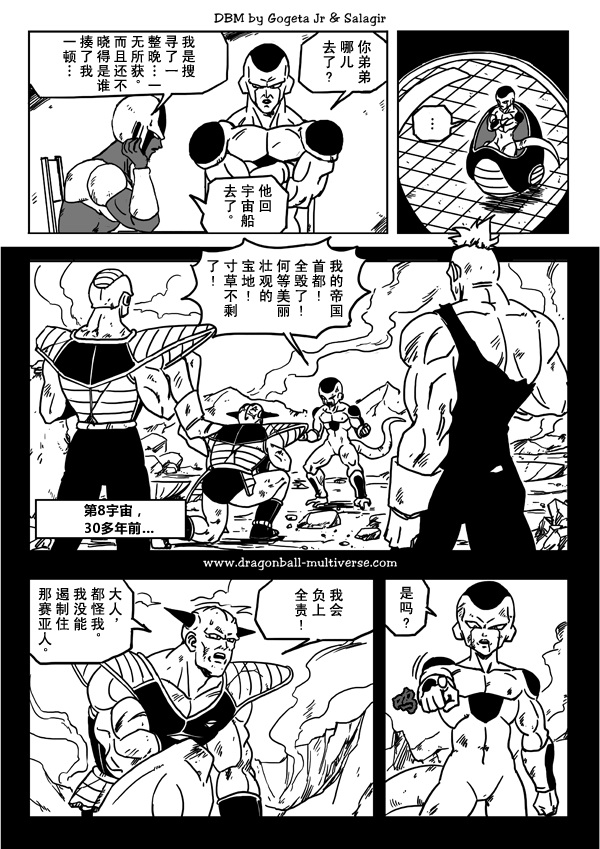 DBM by Gogeta Jr & Salagir
我是搜
寻了一
整晚…一
无所获。
而且还不
晓得是谁
揍了我
一顿…
你弟弟
哪儿
去了？
他回
宇宙船
去了。
…
我的帝国
首都！
全毁了！
何等美丽
壮观的
宝地！
寸草不剩
了！
第8宇宙，
30多年前...
www.dragonball-multiverse.com
大人，
都怪我。
我没能
遏制住
那赛亚人。
我会
负上
全责！
是吗？
呜